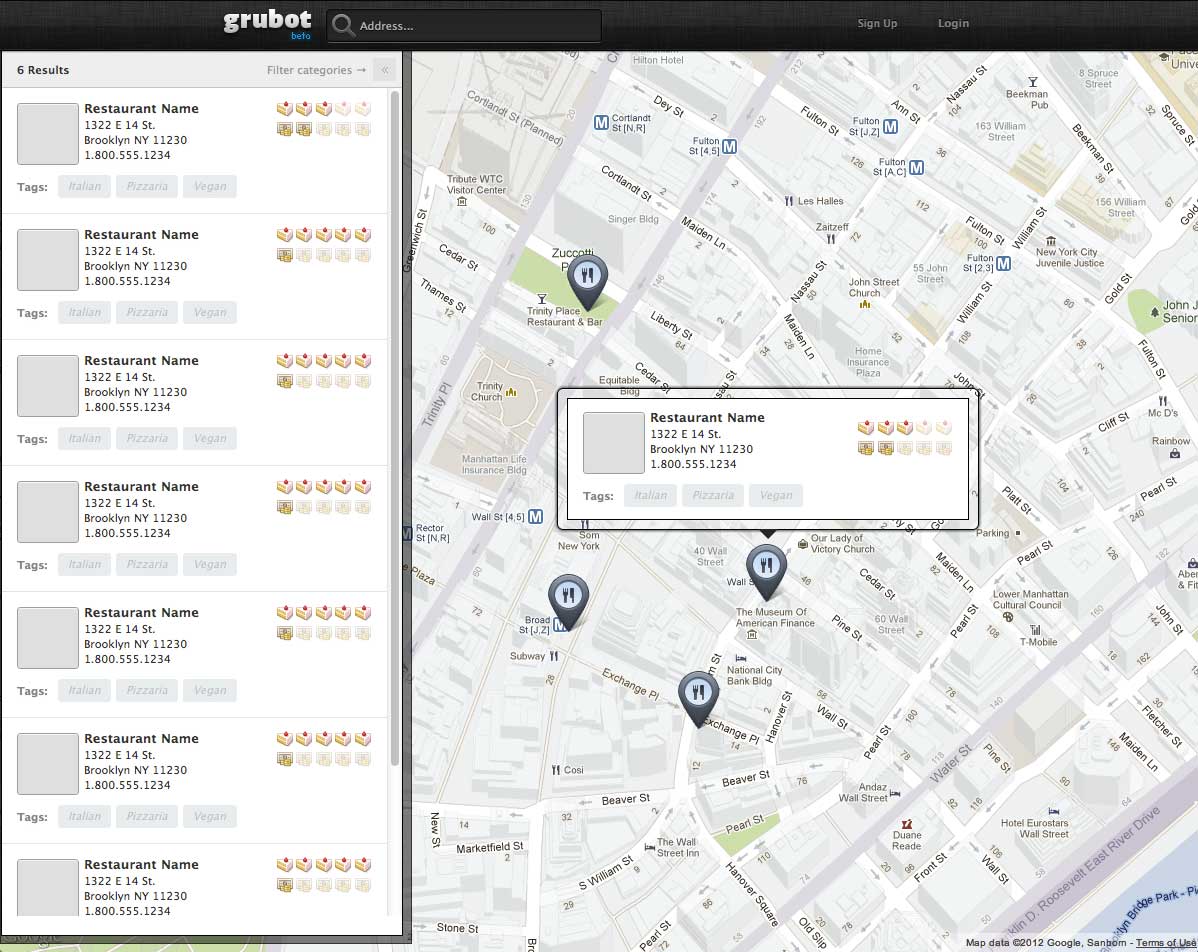 grubot
beta
Address...
Sign Up
Login
6 Results
Filter categories →
«
Restaurant Name
1322 E 14 St.
Brooklyn NY 11230
1.800.555.1234
Tags: Italian Pizzaria Vegan
Restaurant Name
1322 E 14 St.
Brooklyn NY 11230
1.800.555.1234
Tags: Italian Pizzaria Vegan
Restaurant Name
1322 E 14 St.
Brooklyn NY 11230
1.800.555.1234
Tags: Italian Pizzaria Vegan
Restaurant Name
1322 E 14 St.
Brooklyn NY 11230
1.800.555.1234
Tags: Italian Pizzaria Vegan
Restaurant Name
1322 E 14 St.
Brooklyn NY 11230
1.800.555.1234
Tags: Italian Pizzaria Vegan
Restaurant Name
1322 E 14 St.
Brooklyn NY 11230
1.800.555.1234
Tags: Italian Pizzaria Vegan
Restaurant Name
1322 E 14 St.
Brooklyn NY 11230
1.800.555.1234
Hilton Hotel
Cortlandt St (Planned)
Dey St
Cortlandt
St [N,R]
M
Fulton
St [4,5]
M
Fulton St
Ann St
Nassau St
Beekman
Pub
8 Spruce
Street
Spruce St
Fulton
St [J,Z]
M
163 William
Street
Beekman St
Fulton
St [A,C]
M
Tribute WTC
Visitor Center
Cortlandt St
Singer Bldg
Maiden Ln
Les Halles
Zaitzeff
Fulton St
William St
156 William
Street
Fulton
St [2,3]
M
New York City
Juvenile Justice
Gold St
Greenwich St
Cedar St
Thames St
Zuccotti
Trinity Place
Restaurant & Bar
Liberty St
Nassau St
Maiden Ln
John Street
Church
55 John
Street
William St
John J
Senior
Fulton St
Home
Insurance
Plaza
Trinity Pl
Trinity
Church
Equitable
Bldg
Cedar St
John St
Mc D's
Cliff St
Rainbow
Manhattan Life
Insurance Bldg
Restaurant Name
1322 E 14 St.
Brooklyn NY 11230
1.800.555.1234
Tags: Italian Pizzaria Vegan
Pearl St
Platt St
Wall St [4,5]
M
Rector
St [N,R]
Som
New York
40 Wall
Street
Our Lady of
Victory Church
Parking
Pearl St
Maiden Ln
Cedar St
Lower Manhattan
Cultural Council
T-Mobile
John St
Broad
St [J,Z]
M
The Museum Of
American Finance
Pine St
60 Wall
Street
Pearl St
Subway
Exchange Pl
National City
Bank Bldg
Exchange Pl
Hanover St
Wall St
Pearl St
Water St
Pine St
Fletcher St
Maiden Ln
Cosi
Beaver St
Beaver St
Andaz
Wall Street
Pearl St
Duane
Reade
Hotel Eurostars
Wall Street
New St
Marketfield St
The Wall
Street Inn
S William St
Front St
Wall St
Hanover Square
Old Slip
Stone St
Franklin D. Roosevelt East River Drive
Map data ©2012 Google, Sanborn - Terms of Use